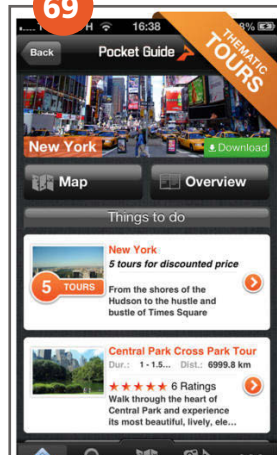 69
16:38
8%
THEMATIC
TOURS
Back
Pocket Guide
New York
Download
Map
Overview
Things to do
New York
5 tours for discounted price
5 TOURS
From the shores of the
Hudson to the hustle and
bustle of Times Square
Central Park Cross Park Tour
Dur.: 1 - 1.5... Dist.: 6999.8 km
6 Ratings
Walk through the heart of
Central Park and experience
its most beautiful, lively, ele...